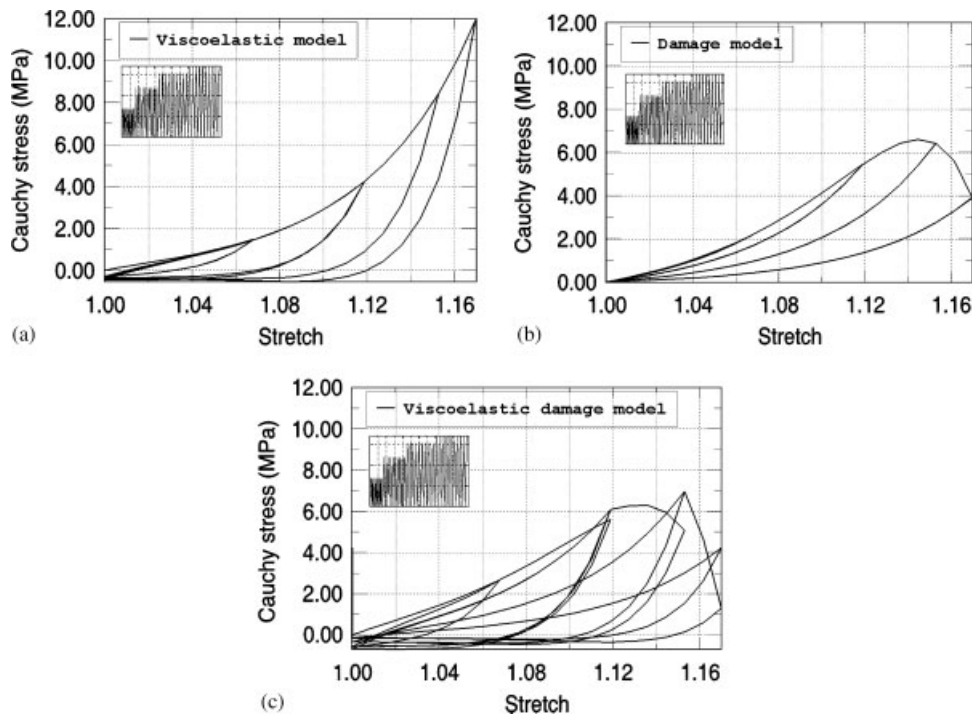 12.00
10.00
8.00
6.00
4.00
2.00
0.00
Cauchy stress (MPa)
Viscoelastic model
1.00 1.04 1.08 1.12 1.16
Stretch
(a)
12.00
10.00
8.00
6.00
4.00
2.00
0.00
Cauchy stress (MPa)
Damage model
1.00 1.04 1.08 1.12 1.16
Stretch
(b)
12.00
10.00
8.00
6.00
4.00
2.00
0.00
Cauchy stress (MPa)
Viscoelastic damage model
1.00 1.04 1.08 1.12 1.16
Stretch
(c)